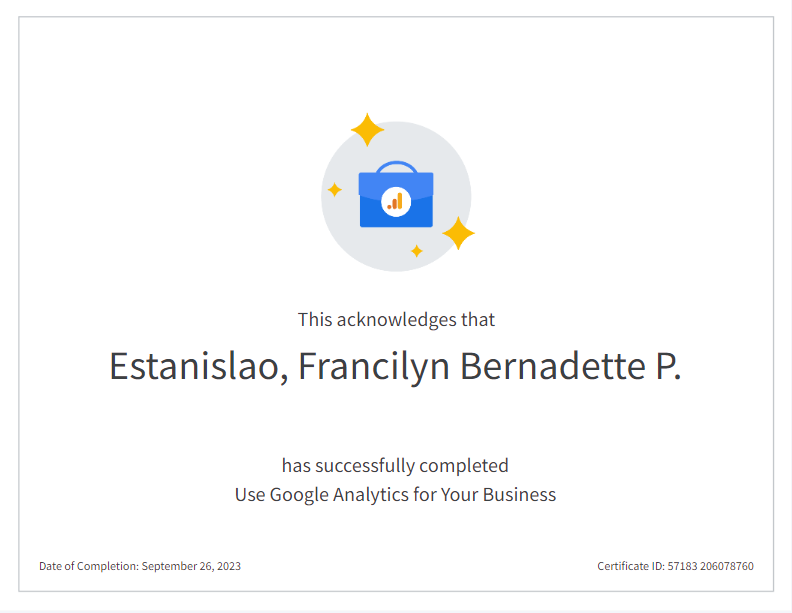 This acknowledges that
Estanislao, Francilyn Bernadette P.
has successfully completed
Use Google Analytics for Your Business
Date of Completion: September 26, 2023
Certificate ID: 57183 206078760